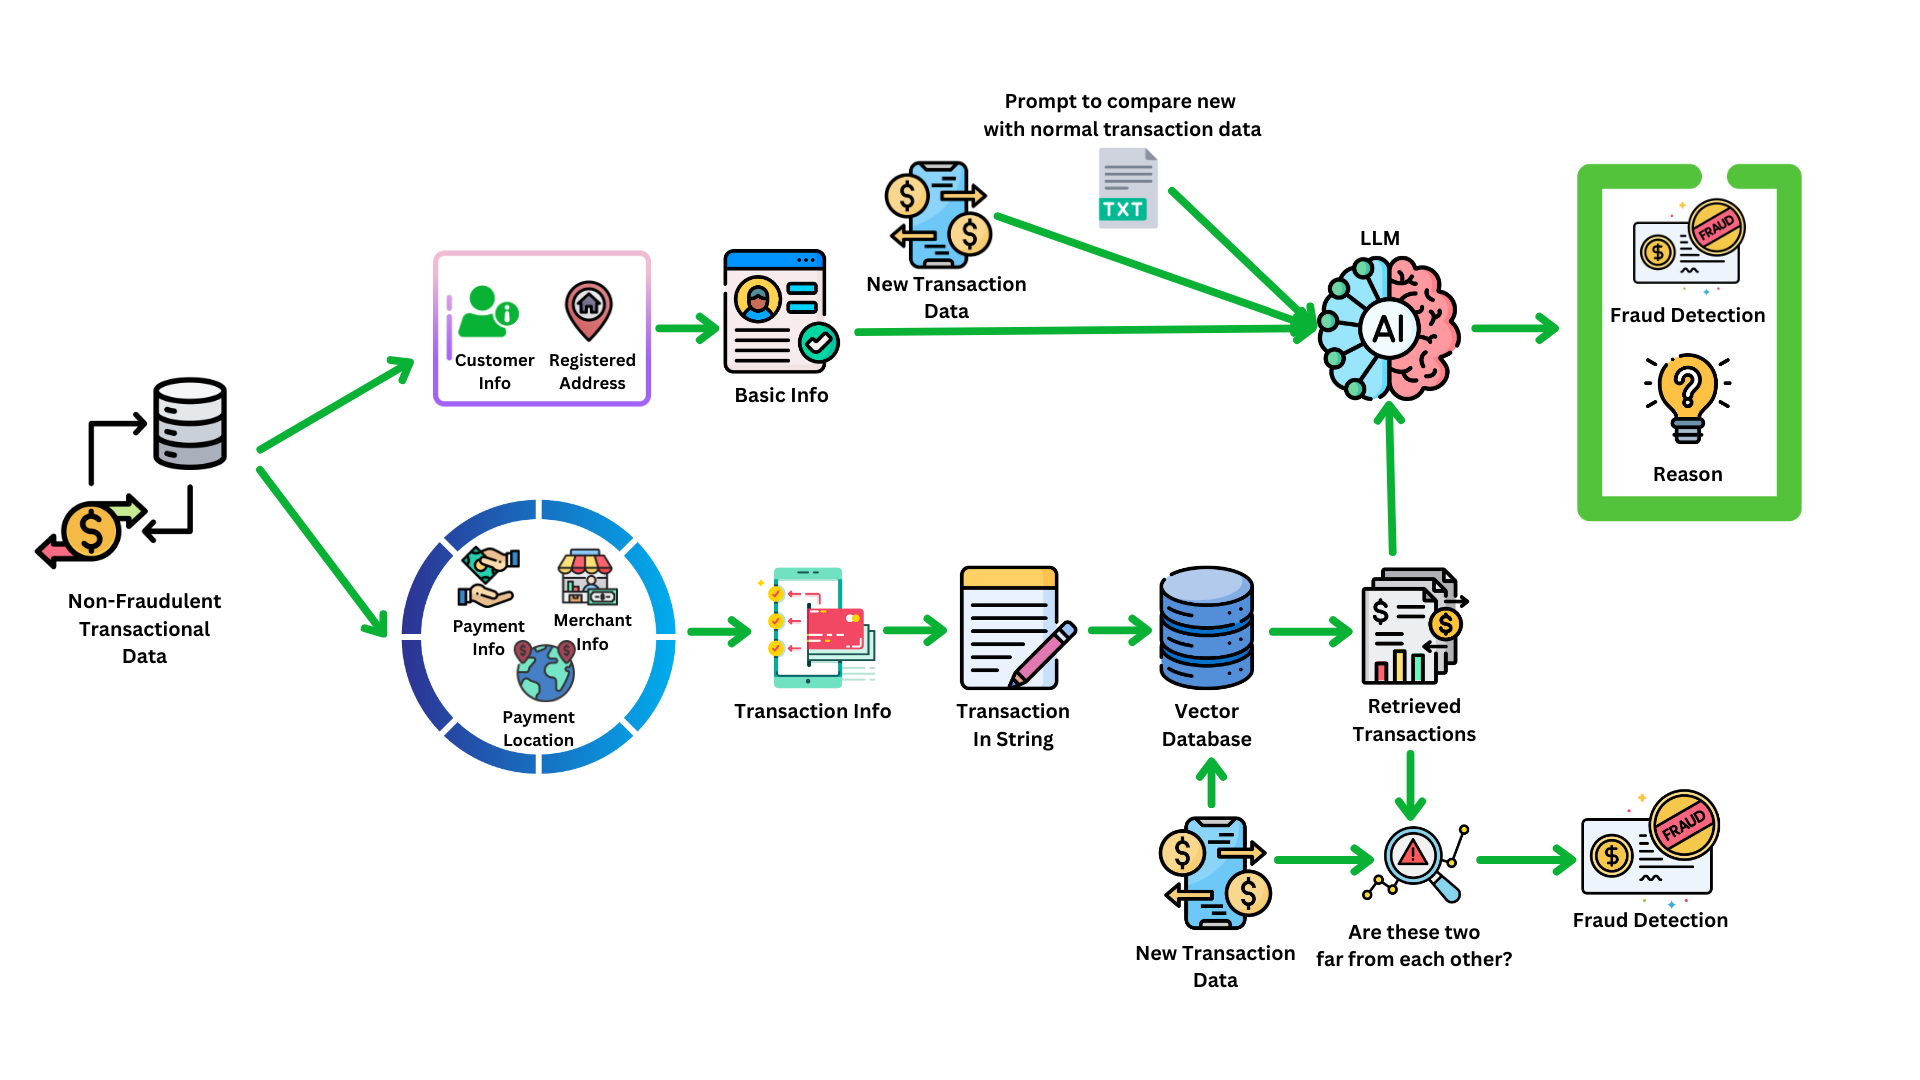 Prompt to compare new
with normal transaction data
TXT
New Transaction
Data
LLM
AI
FRAUD
Fraud Detection
Reason
Customer
Info
Registered
Address
Basic Info
Non-Fraudulent
Transactional
Data
Payment
Info
Merchant
Info
Payment
Location
Transaction Info
Transaction
In String
Vector
Database
Retrieved
Transactions
New Transaction
Data
Are these two
far from each other?
FRAUD
Fraud Detection